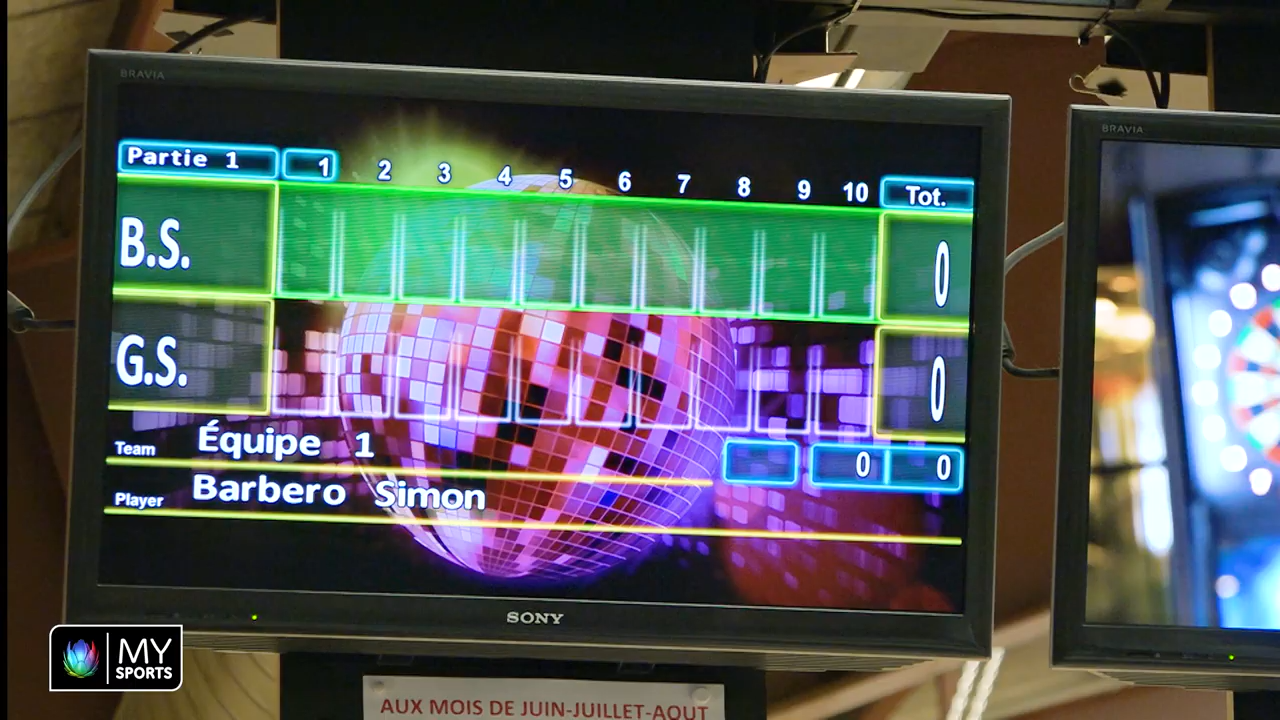 BRAVIA
BRAVIA
Partie 1 1 2 3 4 5 6 7 8 9 10 Tot.
B.S. 0
G.S. 0
Team Équipe 1
0 0
Player Barbero Simon
SONY
MY
SPORTS
AUX MOIS DE JUIN-JUILLET-AOUT